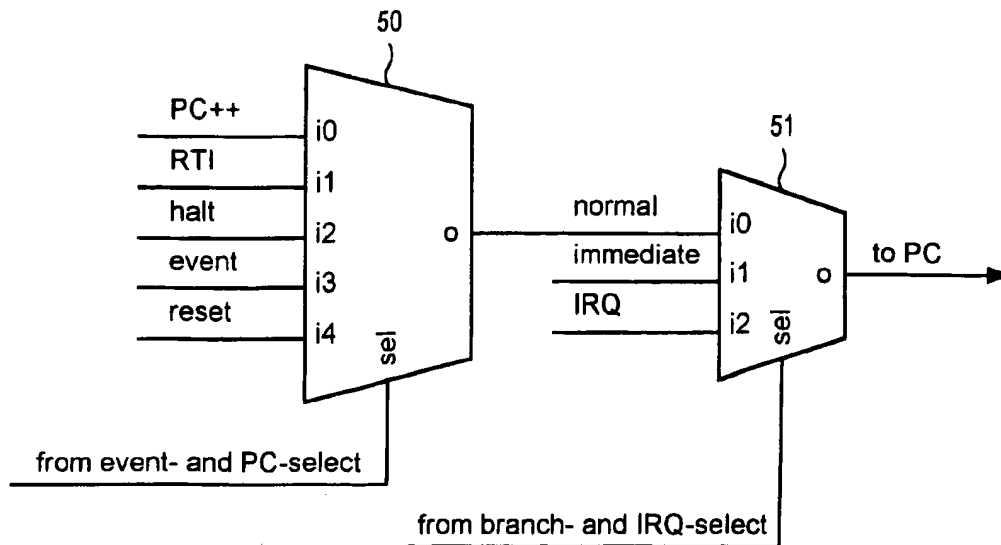 50
PC++
i0
RTI
i1
halt
i2
event
i3
reset
i4
o
sel
from event- and PC-select
51
normal
i0
immediate
i1
IRQ
i2
o
sel
to PC
from branch- and IRQ-select